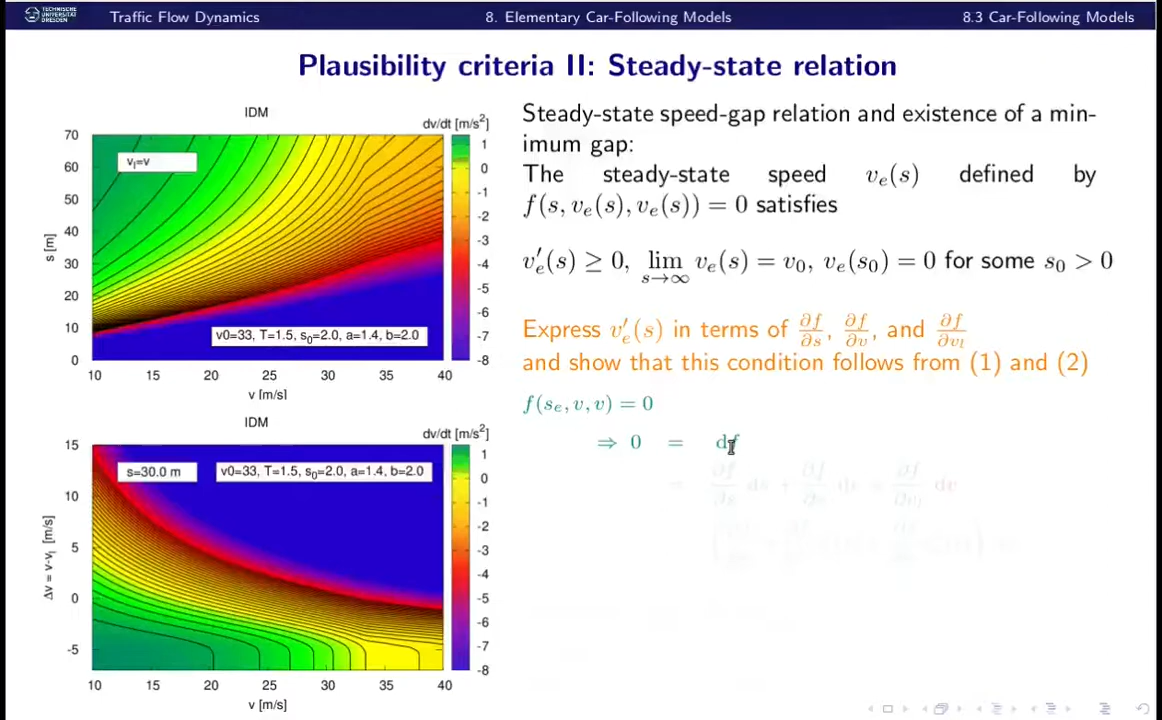 TECHNISCHE
UNIVERSITÄT
DRESDEN
Traffic Flow Dynamics
8. Elementary Car-Following Models
8.3 Car-Following Models
Plausibility criteria II: Steady-state relation
IDM
dv/dt [m/s²]
70
60
50
40
30
20
10
0
s [m]
v_l=v
v0=33, T=1.5, s_0=2.0, a=1.4, b=2.0
10 15 20 25 30 35 40
v [m/s]
1
0
-1
-2
-3
-4
-5
-6
-7
-8
IDM
dv/dt [m/s²]
15
10
5
0
-5
Δv = v-v_l [m/s]
s=30.0 m
v0=33, T=1.5, s_0=2.0, a=1.4, b=2.0
10 15 20 25 30 35 40
v [m/s]
1
0
-1
-2
-3
-4
-5
-6
-7
-8
Steady-state speed-gap relation and existence of a min-
imum gap:
The steady-state speed v_e(s) defined by
f(s, v_e(s), v_e(s)) = 0 satisfies
v′_e(s) ≥ 0, lim_{s→∞} v_e(s) = v_0, v_e(s_0) = 0 for some s_0 > 0
Express v′_e(s) in terms of ∂f/∂s, ∂f/∂v, and ∂f/∂v_l
and show that this condition follows from (1) and (2)
f(s_e, v, v) = 0
⇒ 0 = df